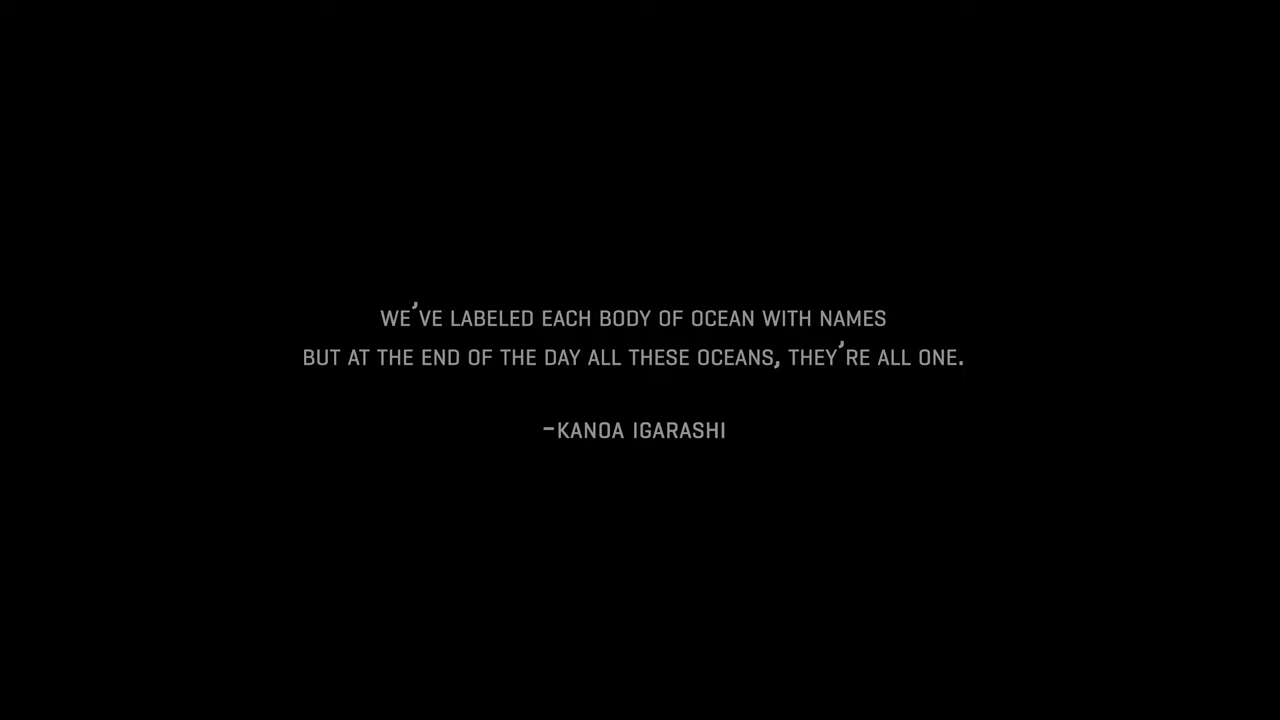 WE'VE LABELED EACH BODY OF OCEAN WITH NAMES
BUT AT THE END OF THE DAY ALL THESE OCEANS, THEY'RE ALL ONE.
-KANOA IGARASHI